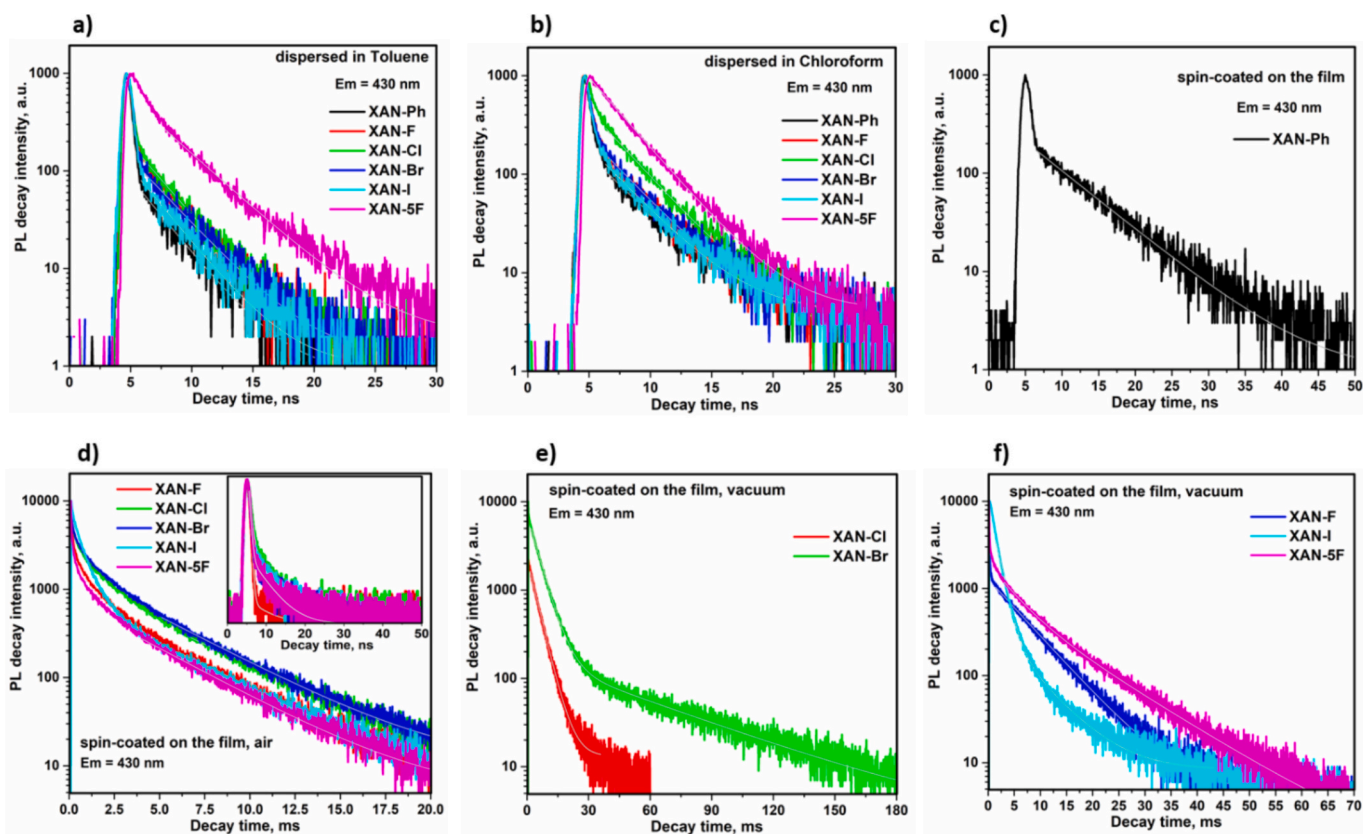 a)
dispersed in Toluene
Em = 430 nm
XAN-Ph
XAN-F
XAN-Cl
XAN-Br
XAN-I
XAN-5F
PL decay intensity, a.u.
1000
100
10
1
0 5 10 15 20 25 30
Decay time, ns
b)
dispersed in Chloroform
Em = 430 nm
XAN-Ph
XAN-F
XAN-Cl
XAN-Br
XAN-I
XAN-5F
PL decay intensity, a.u.
1000
100
10
1
0 5 10 15 20 25 30
Decay time, ns
c)
spin-coated on the film
Em = 430 nm
XAN-Ph
PL decay intensity, a.u.
1000
100
10
1
0 5 10 15 20 25 30 35 40 45 50
Decay time, ns
d)
XAN-F
XAN-Cl
XAN-Br
XAN-I
XAN-5F
0 10 20 30 40 50
Decay time, ns
spin-coated on the film, air
Em = 430 nm
PL decay intensity, a.u.
10000
1000
100
10
0.0 2.5 5.0 7.5 10.0 12.5 15.0 17.5 20.0
Decay time, ms
e)
spin-coated on the film, vacuum
Em = 430 nm
XAN-Cl
XAN-Br
PL decay intensity, a.u.
10000
1000
100
10
0 30 60 90 120 150 180
Decay time, ms
f)
spin-coated on the film, vacuum
Em = 430 nm
XAN-F
XAN-I
XAN-5F
PL decay intensity, a.u.
10000
1000
100
10
0 5 10 15 20 25 30 35 40 45 50 55 60 65 70
Decay time, ms